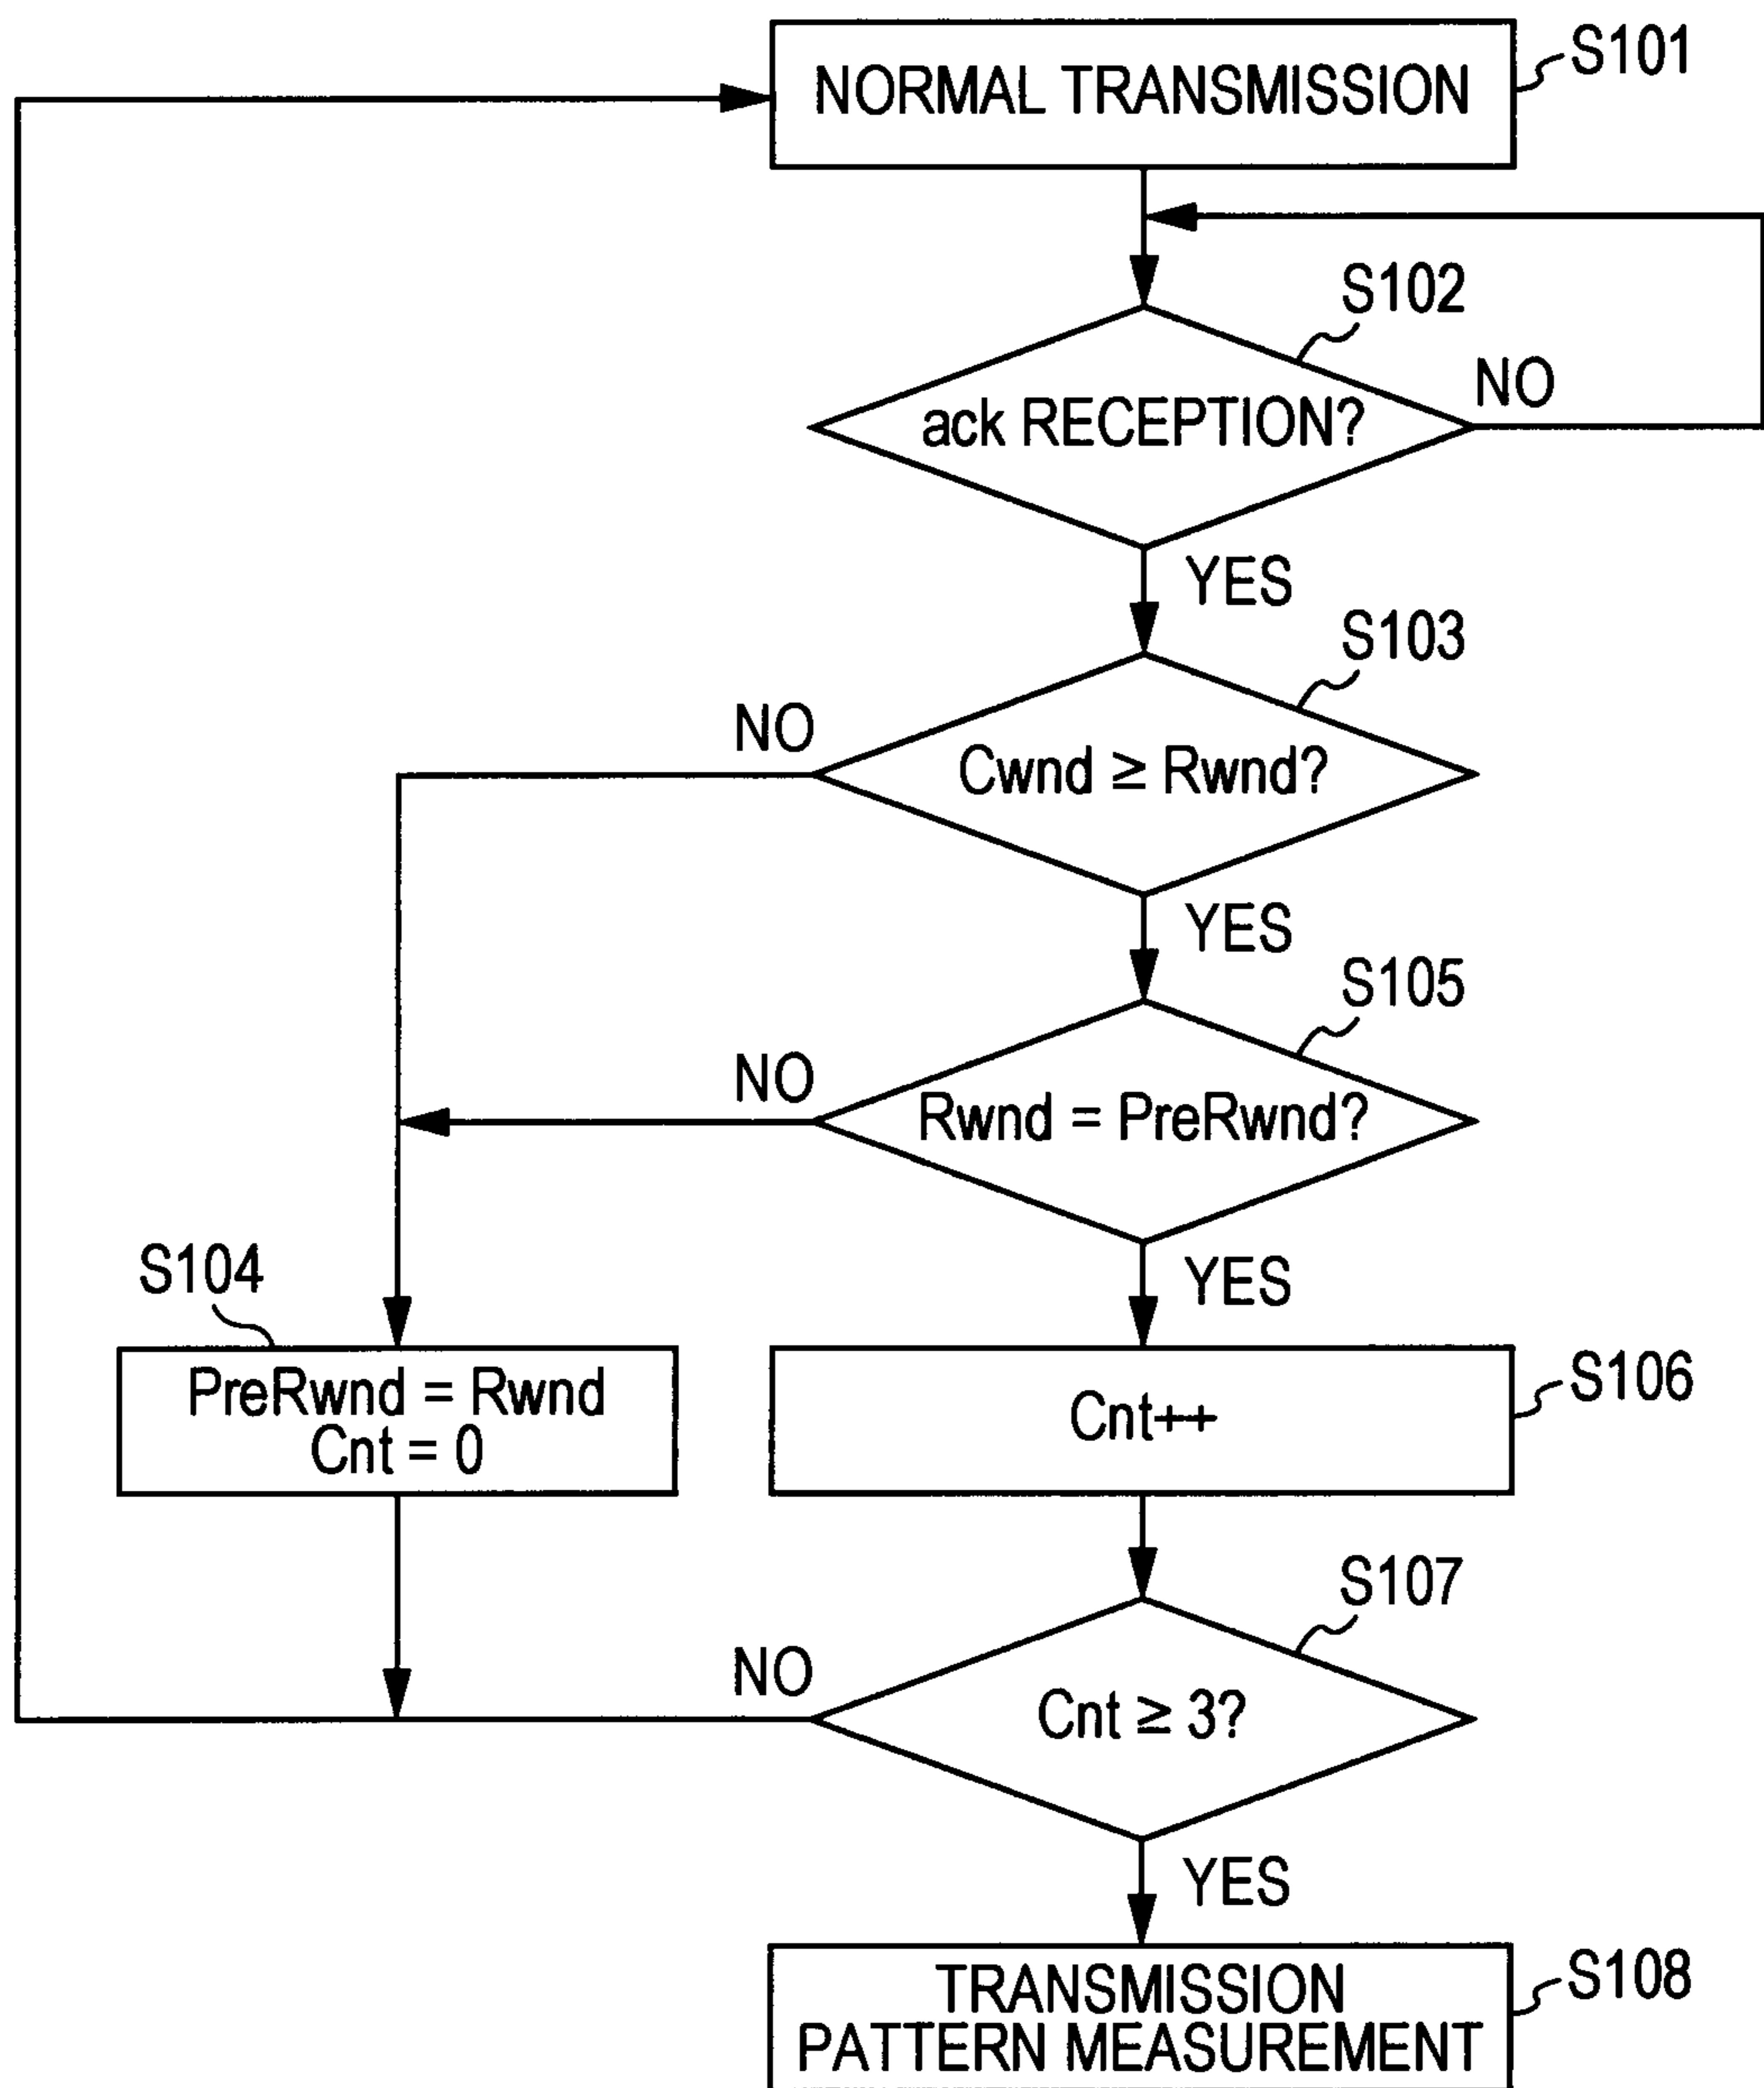 NORMAL TRANSMISSION
S101
S102
ack RECEPTION?
NO
YES
S103
NO
Cwnd ≥ Rwnd?
YES
S105
NO
Rwnd = PreRwnd?
YES
S104
PreRwnd = Rwnd
Cnt = 0
Cnt++
S106
S107
NO
Cnt ≥ 3?
YES
TRANSMISSION
PATTERN MEASUREMENT
S108